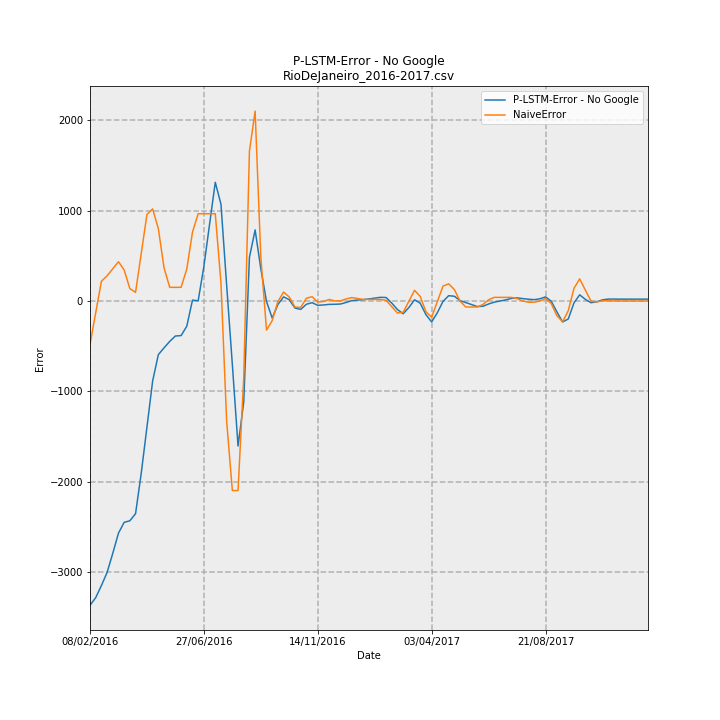 P-LSTM-Error - No Google
RioDeJaneiro_2016-2017.csv
P-LSTM-Error - No Google
NaiveError
2000
1000
0
−1000
−2000
−3000
Error
08/02/2016
27/06/2016
14/11/2016
03/04/2017
21/08/2017
Date